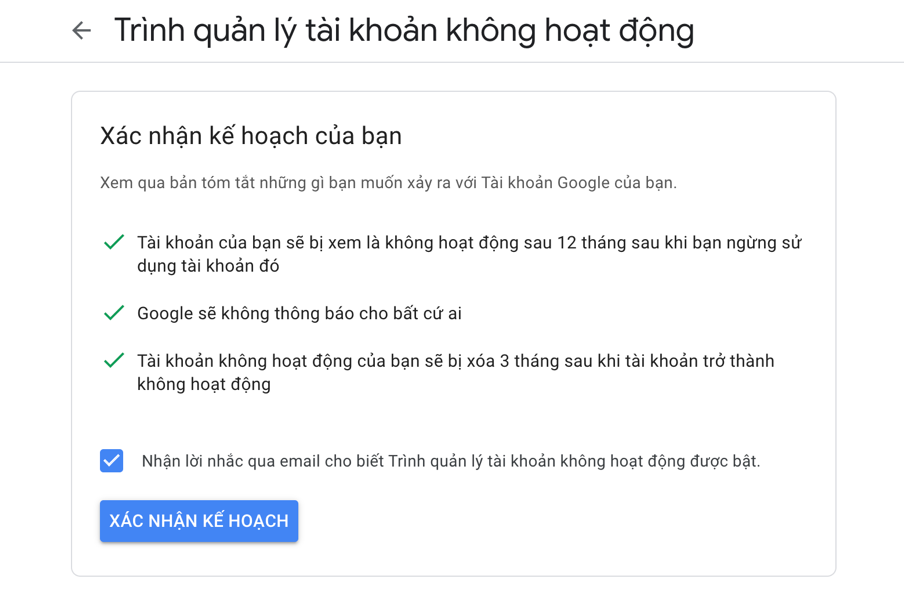 Trình quản lý tài khoản không hoạt động
Xác nhận kế hoạch của bạn
Xem qua bản tóm tắt những gì bạn muốn xảy ra với Tài khoản Google của bạn.
Tài khoản của bạn sẽ bị xem là không hoạt động sau 12 tháng sau khi bạn ngừng sử
dụng tài khoản đó
Google sẽ không thông báo cho bất cứ ai
Tài khoản không hoạt động của bạn sẽ bị xóa 3 tháng sau khi tài khoản trở thành
không hoạt động
Nhận lời nhắc qua email cho biết Trình quản lý tài khoản không hoạt động được bật.
XÁC NHẬN KẾ HOẠCH